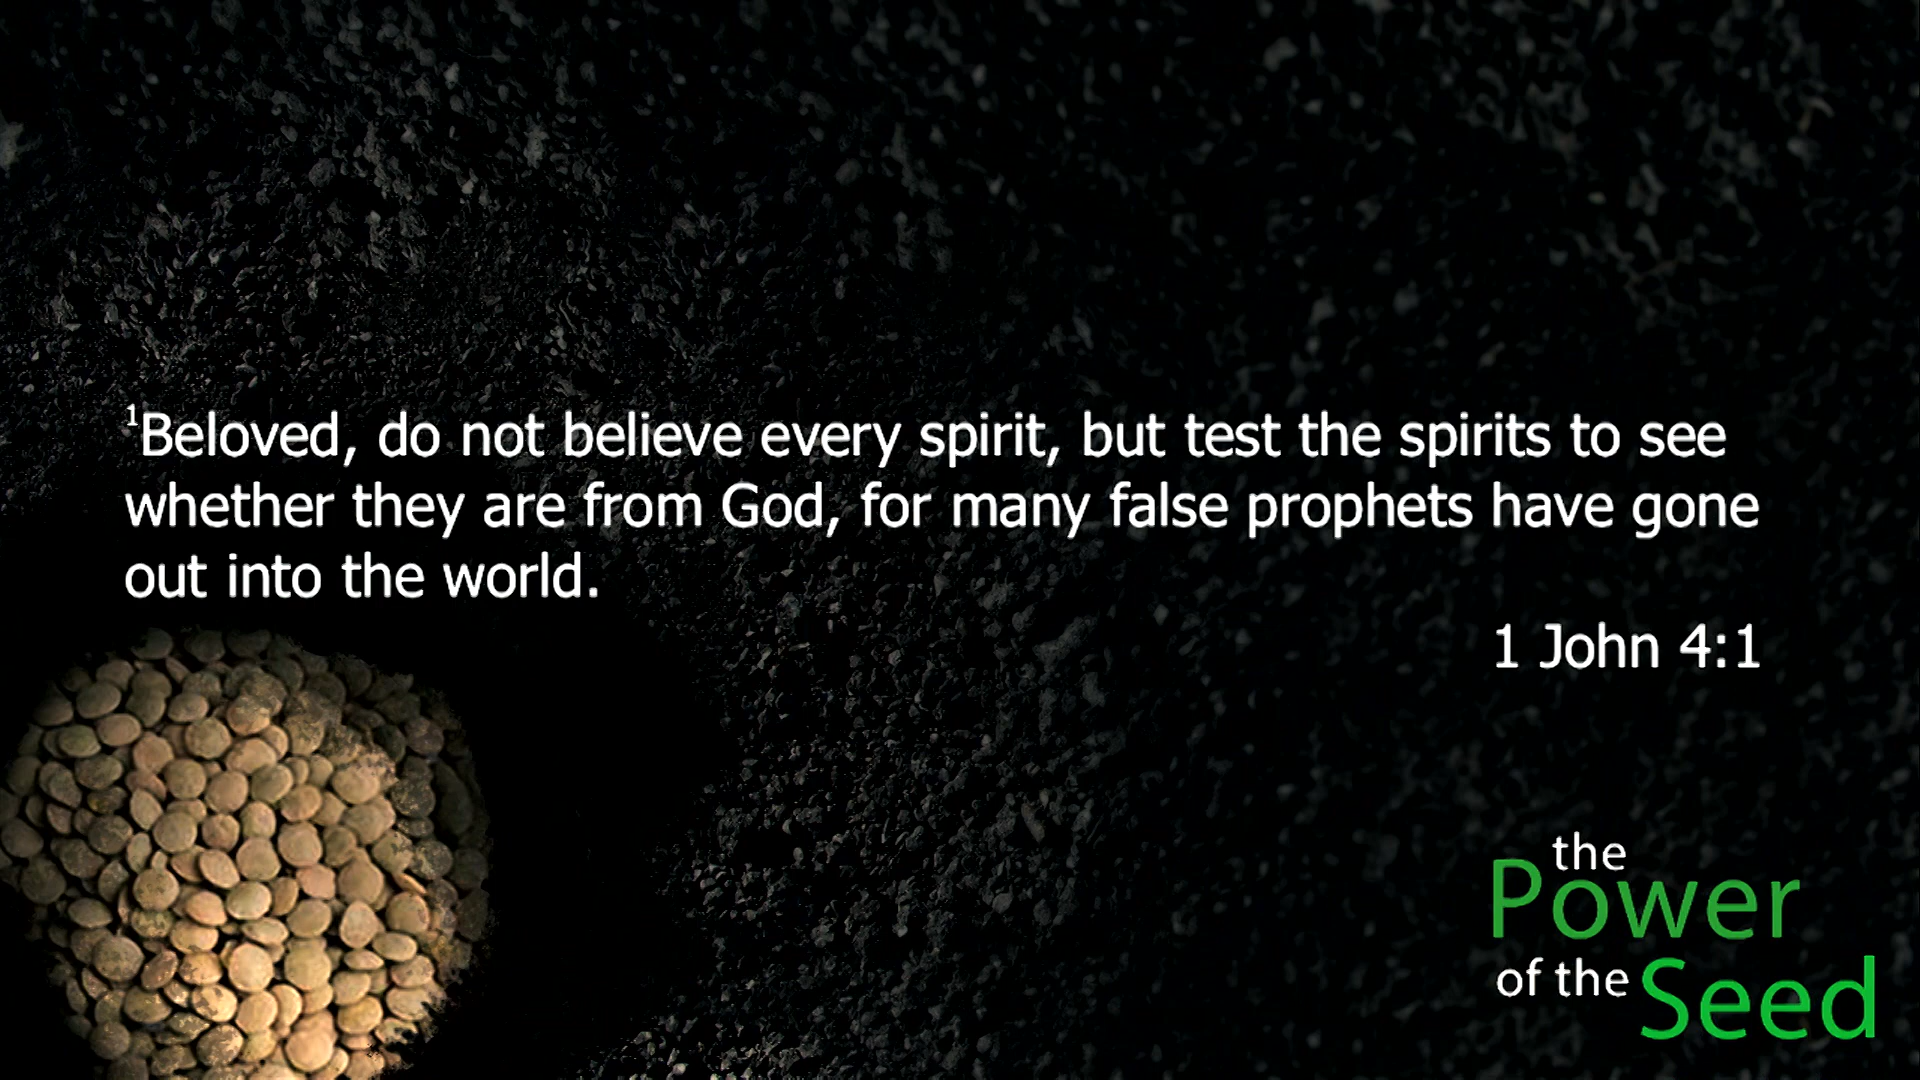 ¹Beloved, do not believe every spirit, but test the spirits to see
whether they are from God, for many false prophets have gone
out into the world.
1 John 4:1
the
Power
of the Seed